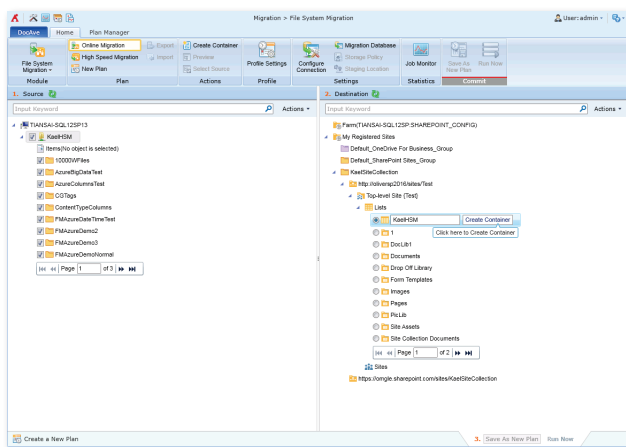 Migration > File System Migration
User: admin
DocAve
Home
Plan Manager
File System Migration
Module
Online Migration
High Speed Migration
New Plan
Export
Import
Plan
Create Container
Preview
Select Source
Actions
Profile Settings
Profile
Configure Connection
Migration Database
Storage Policy
Staging Location
Settings
Job Monitor
Statistics
Save As New Plan
Run Now
Commit
1. Source
Input Keyword
Actions
TIANSAI-SQL12SP13
KaelHSM
Items(No object is selected)
10000WFiles
AzureBigDataTest
AzureColumnsTest
CGTags
ContentTypeColumns
FMAzureDateTimeTest
FMAzureDemo2
FMAzureDemo3
FMAzureDemoNormal
Page 1 of 3
2. Destination
Input Keyword
Actions
Farm(TIANSAI-SQL12SP:SHAREPOINT_CONFIG)
My Registered Sites
Default_OneDrive For Business_Group
Default_SharePoint Sites_Group
KaelSiteCollection
http://oliversp2016/sites/Test
Top-level Site {Test}
Lists
KaelHSM
Create Container
1
Click here to Create Container
DocLib1
Documents
Drop Off Library
Form Templates
Images
Pages
PicLib
Site Assets
Site Collection Documents
Page 1 of 2
Sites
https://omgle.sharepoint.com/sites/KaelSiteCollection
Create a New Plan
3. Save As New Plan
Run Now